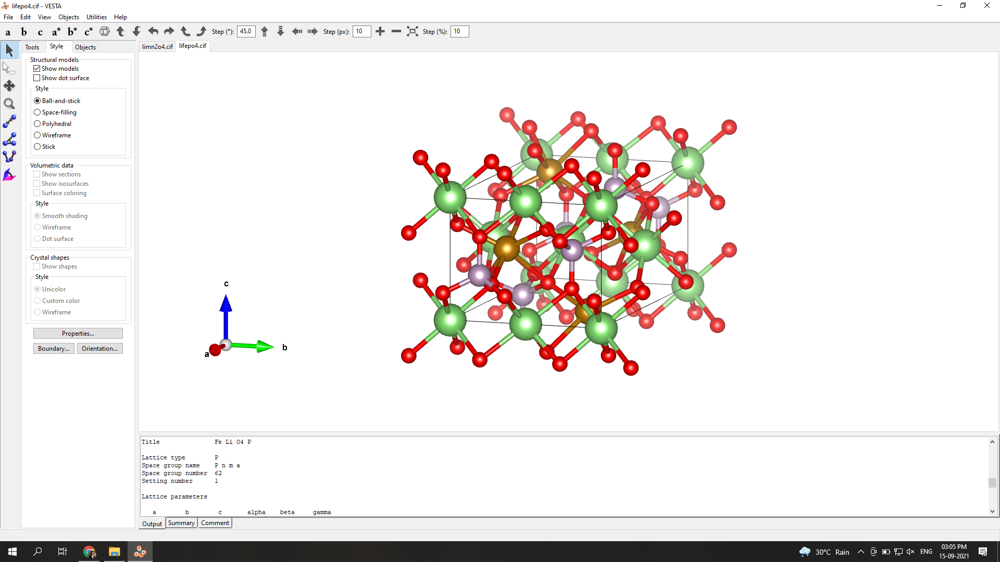 lifepo4.cif - VESTA
File Edit View Objects Utilities Help
a b c a* b* c* Step (°): 45.0 Step (px): 10 Step (%): 10
Tools Style Objects
limn2o4.cif lifepo4.cif
Structural models
Show models
Show dot surface
Style
Ball-and-stick
Space-filling
Polyhedral
Wireframe
Stick
Volumetric data
Show sections
Show isosurfaces
Surface coloring
Style
Smooth shading
Wireframe
Dot surface
Crystal shapes
Show shapes
Style
Unicolor
Custom color
Wireframe
Properties...
Boundary... Orientation...
c
b
a
Title Fe Li O4 P
Lattice type P
Space group name P n m a
Space group number 62
Setting number 1
Lattice parameters
a b c alpha beta gamma
Output Summary Comment
30°C Rain ENG 03:05 PM
15-09-2021